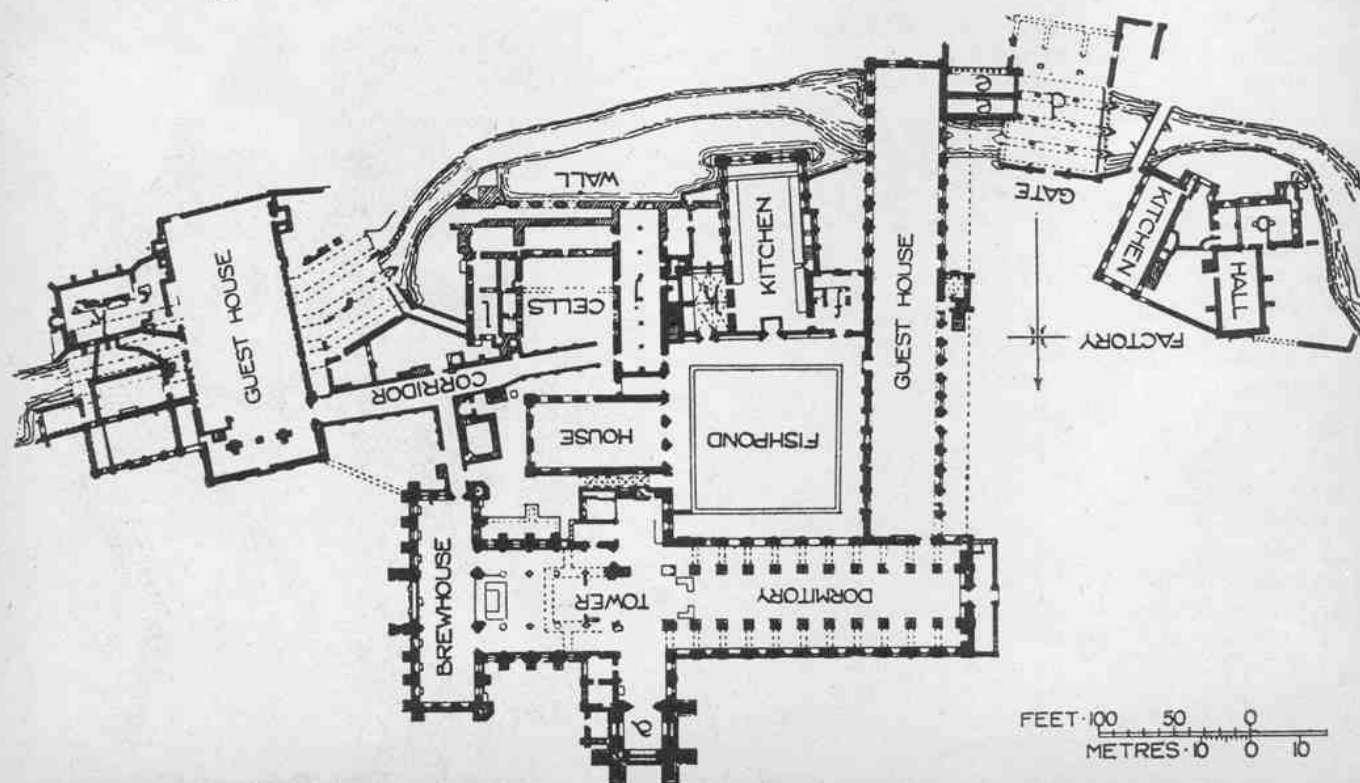 WALL
GATE
KITCHEN
KITCHEN
HALL
GUEST HOUSE
GUEST HOUSE
CELLS
FACTORY
CORRIDOR
HOUSE
FISHPOND
BREWHOUSE
TOWER
DORMITORY
FEET·100 50 0
METRES·10 0 10